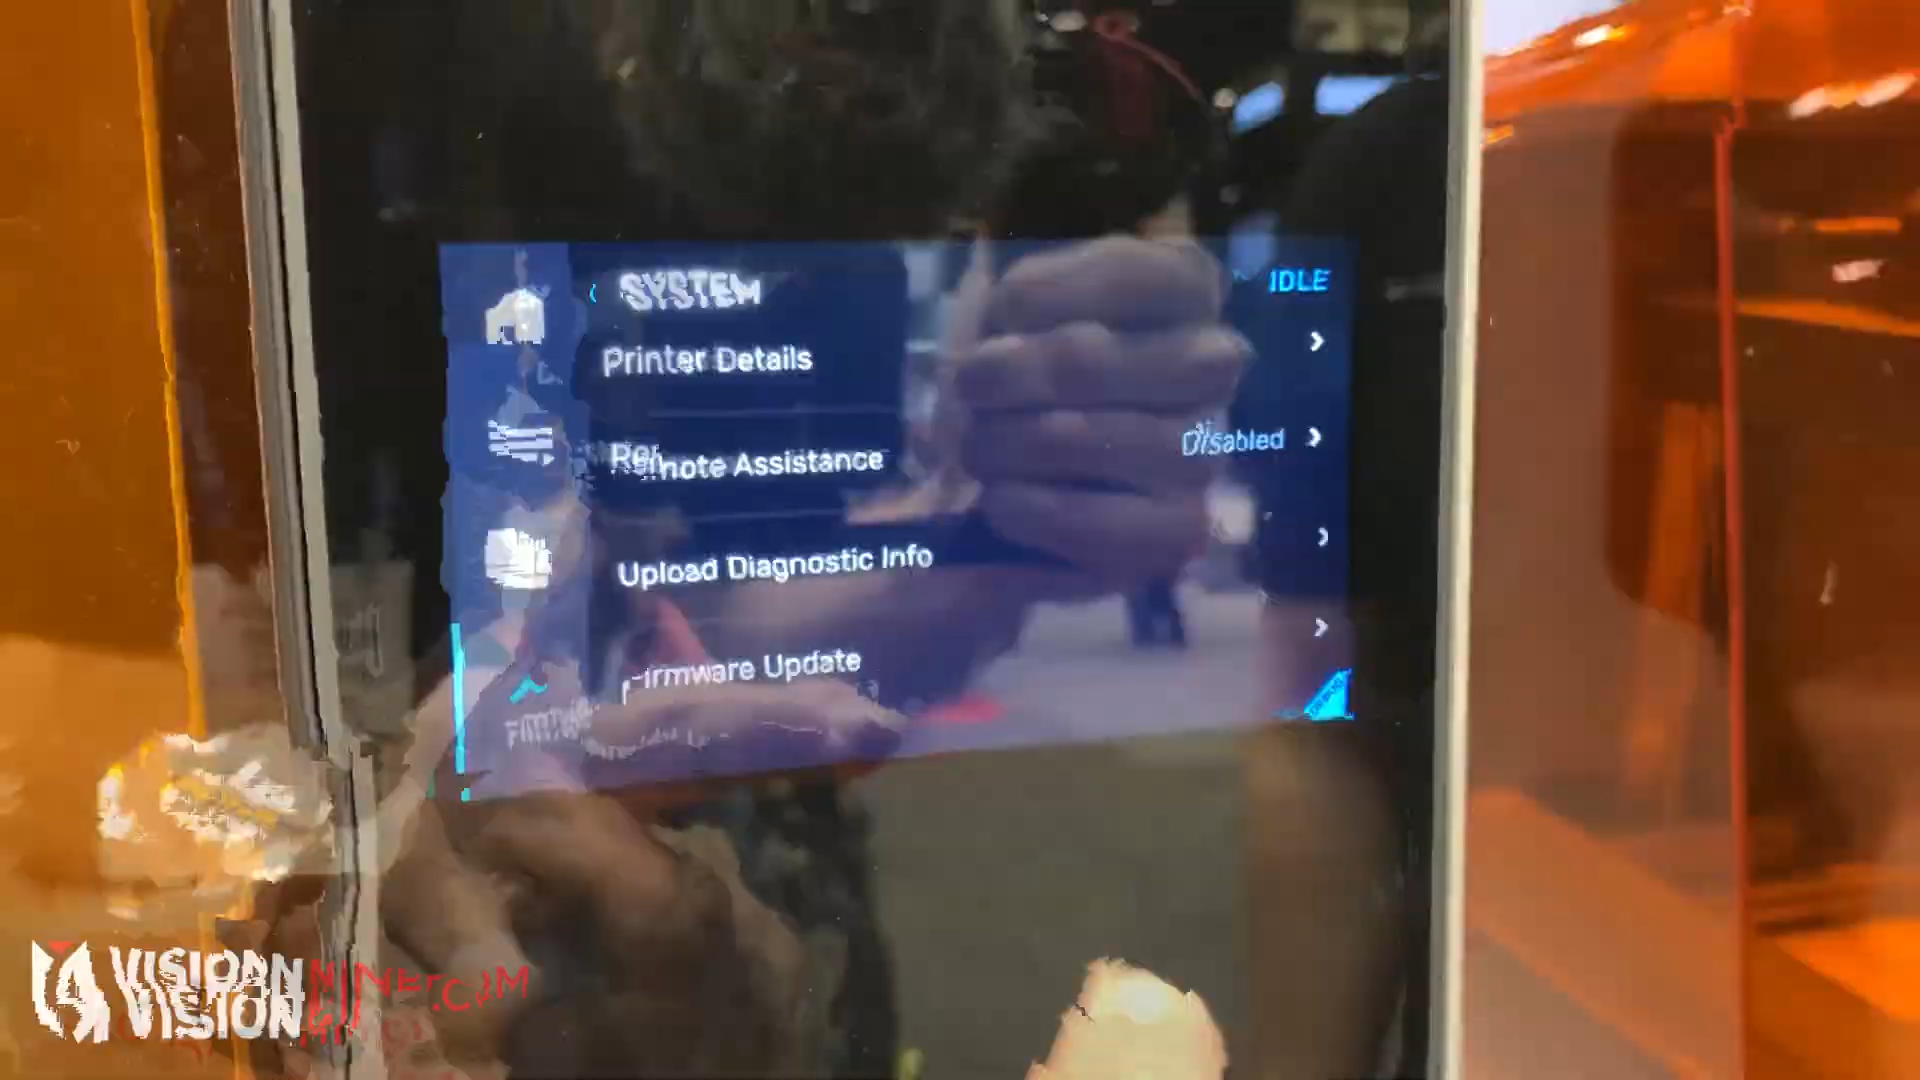 SYSTEM
IDLE
Printer Details
Remote Assistance
Disabled
Upload Diagnostic Info
Firmware Update
VISION